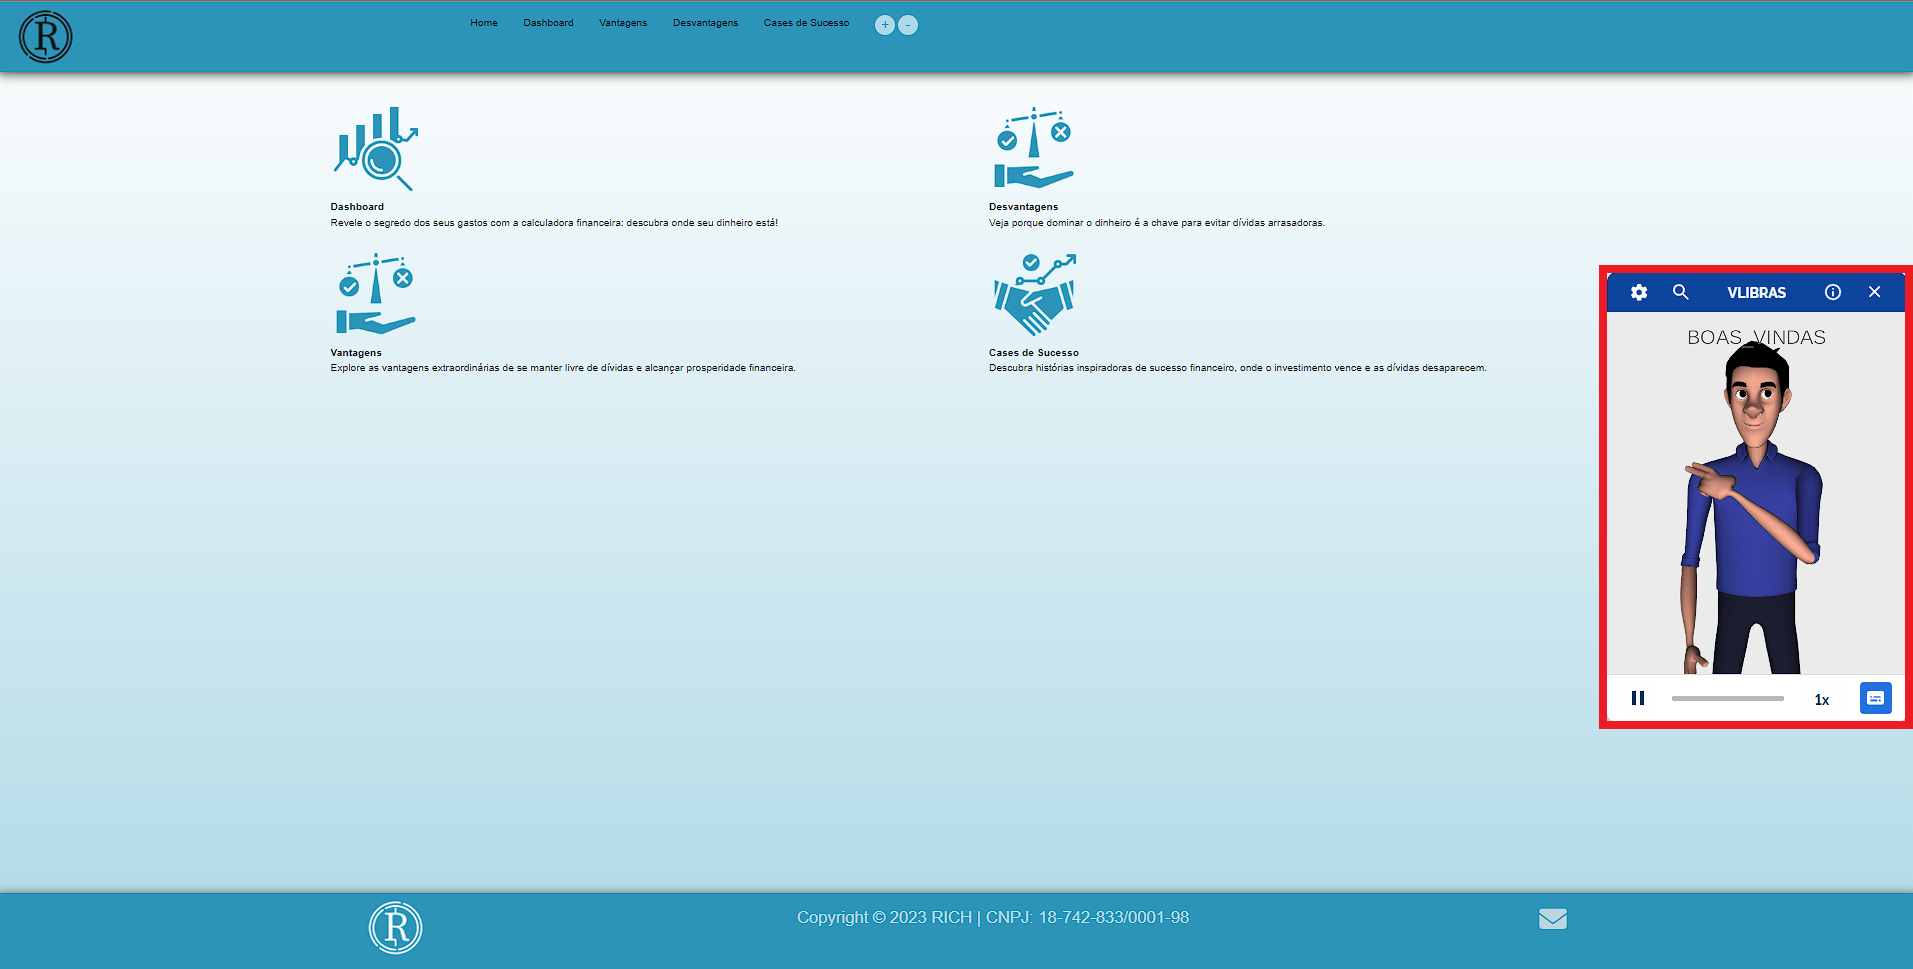 R
Home Dashboard Vantagens Desvantagens Cases de Sucesso + -
Dashboard
Revele o segredo dos seus gastos com a calculadora financeira: descubra onde seu dinheiro está!
Desvantagens
Veja porque dominar o dinheiro é a chave para evitar dívidas arrasadoras.
Vantagens
Explore as vantagens extraordinárias de se manter livre de dívidas e alcançar prosperidade financeira.
Cases de Sucesso
Descubra histórias inspiradoras de sucesso financeiro, onde o investimento vence e as dívidas desaparecem.
VLIBRAS
BOAS_VINDAS
1x
R
Copyright © 2023 RICH | CNPJ: 18-742-833/0001-98